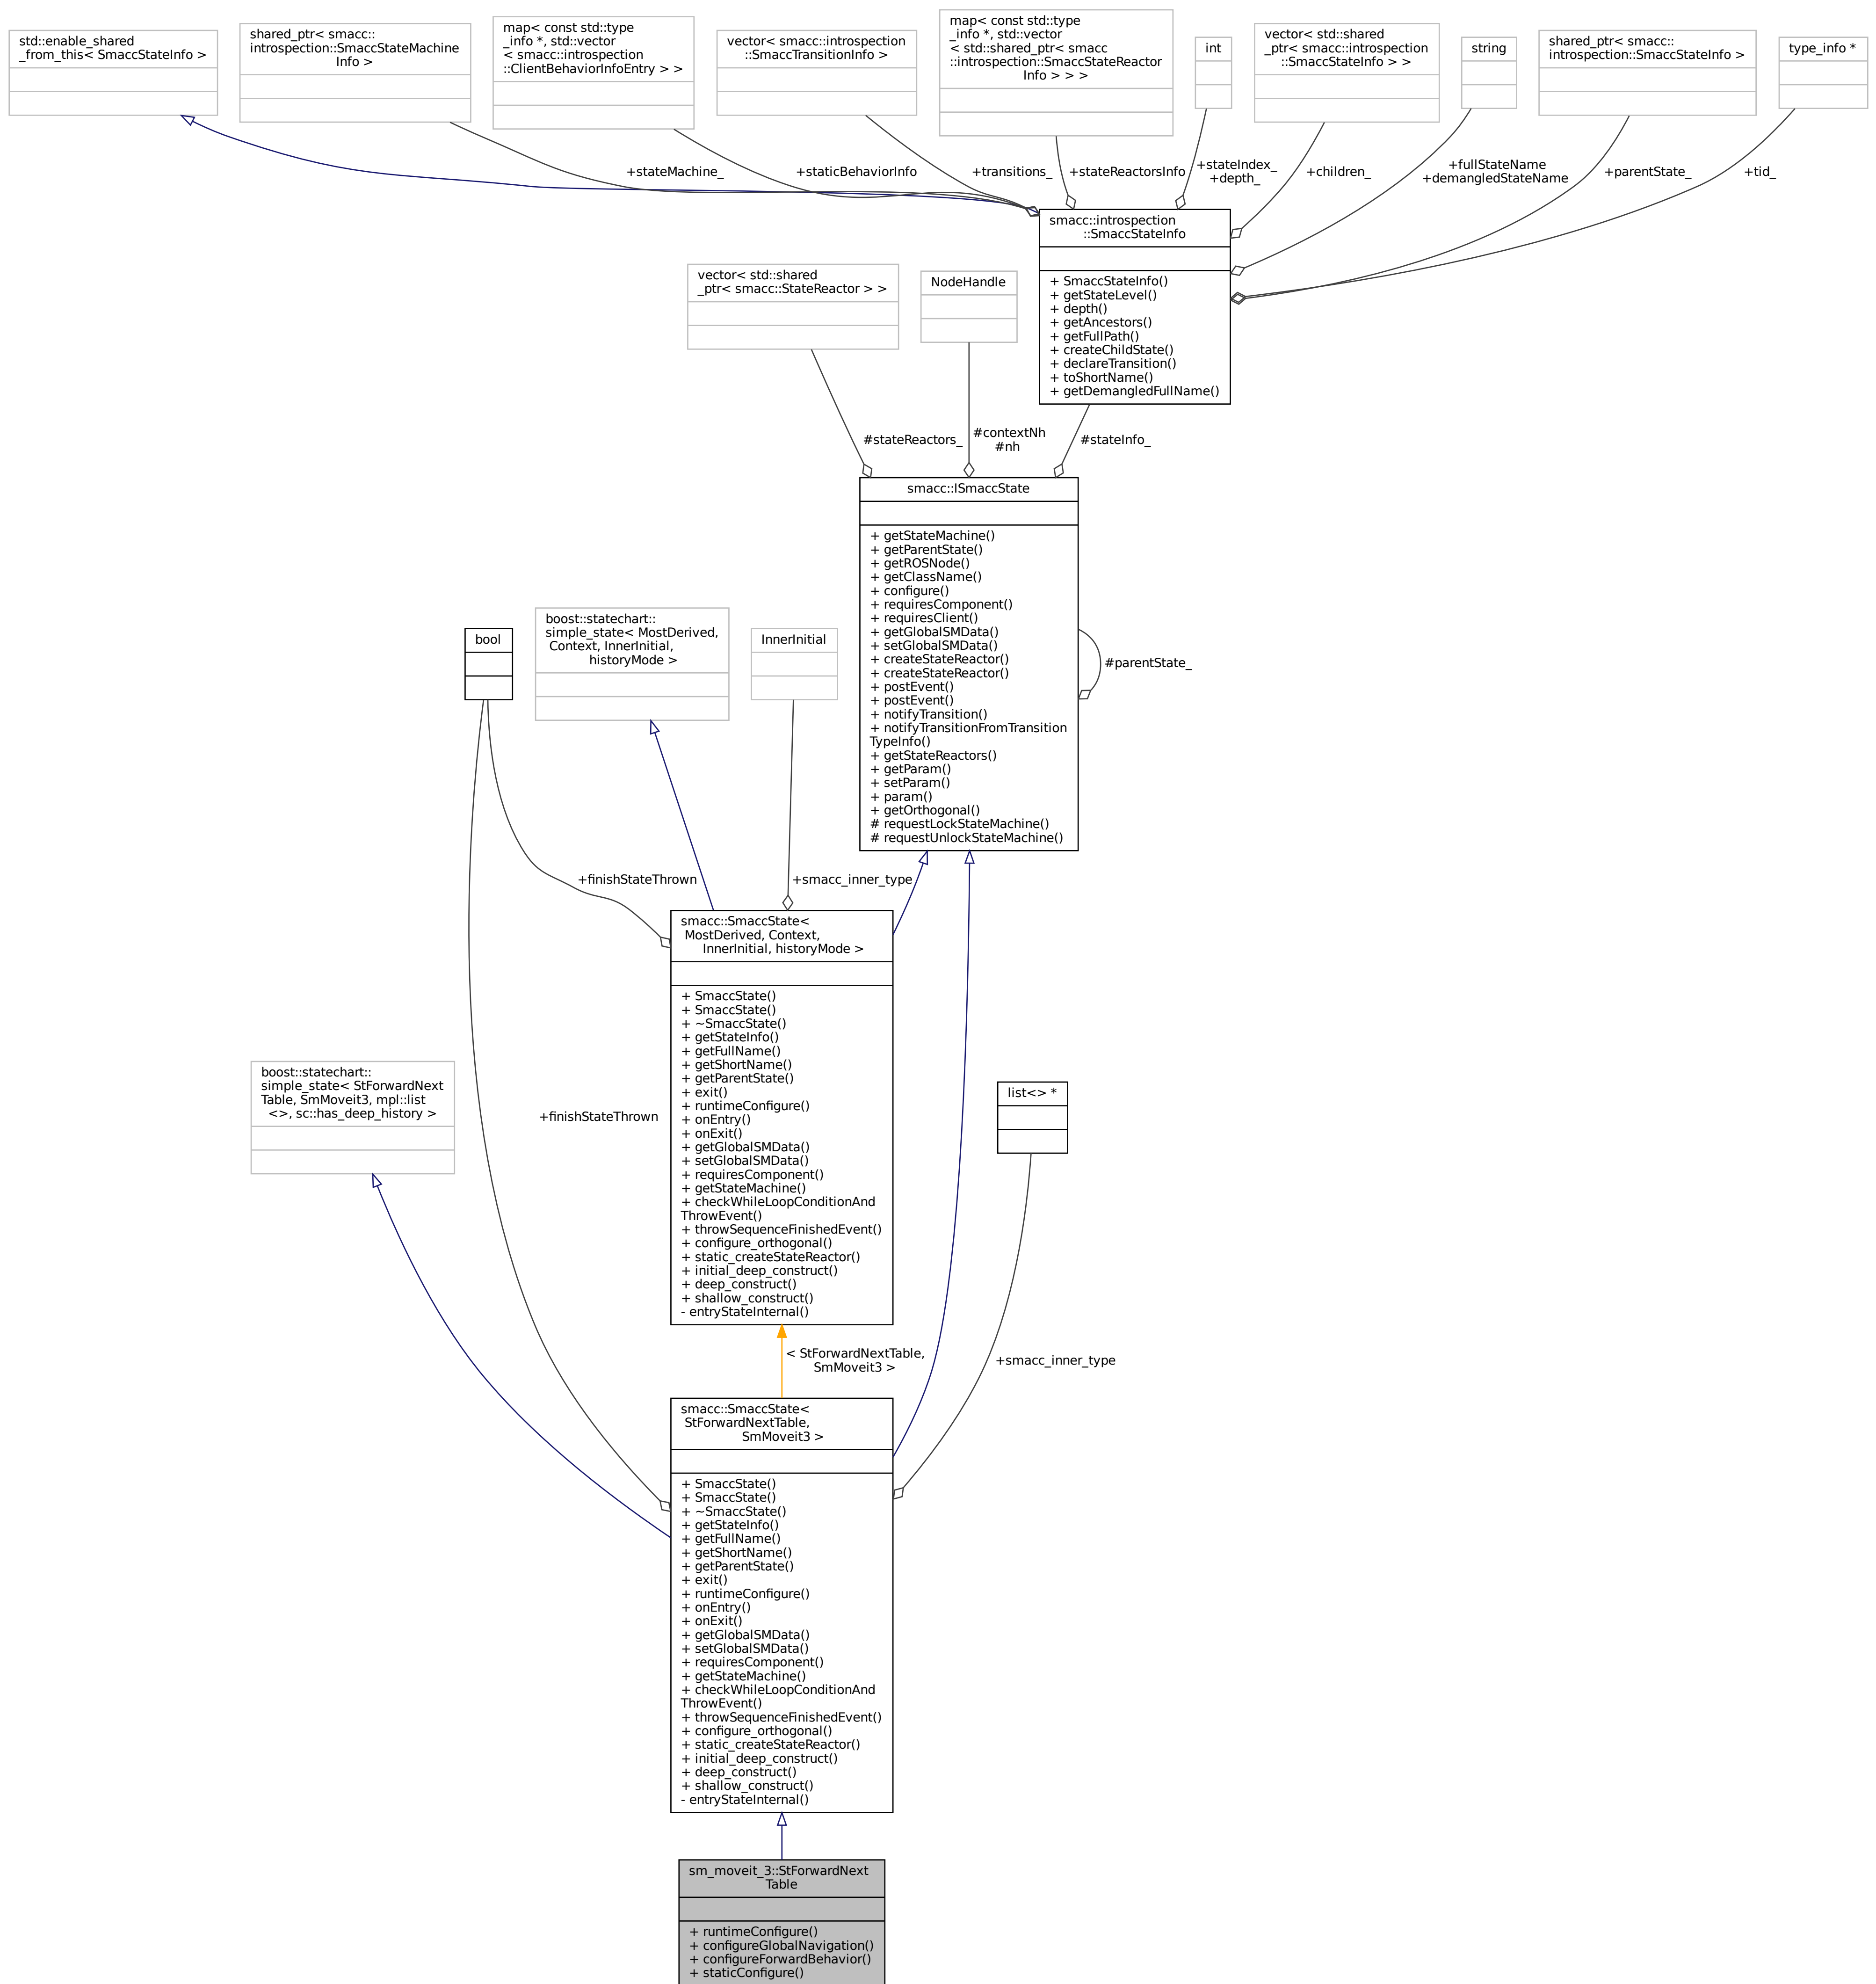 std::enable_shared
_from_this< SmaccStateInfo >
shared_ptr< smacc::
introspection::SmaccStateMachine
Info >
map< const std::type
_info *, std::vector
< smacc::introspection
::ClientBehaviorInfoEntry > >
vector< smacc::introspection
::SmaccTransitionInfo >
map< const std::type
_info *, std::vector
< std::shared_ptr< smacc
::introspection::SmaccStateReactor
Info > > >
int
vector< std::shared
_ptr< smacc::introspection
::SmaccStateInfo > >
string
shared_ptr< smacc::
introspection::SmaccStateInfo >
type_info *
+stateMachine_
+staticBehaviorInfo
+transitions_
+stateReactorsInfo
+stateIndex_
+depth_
+children_
+fullStateName
+demangledStateName
+parentState_
+tid_
smacc::introspection
::SmaccStateInfo
+ SmaccStateInfo()
+ getStateLevel()
+ depth()
+ getAncestors()
+ getFullPath()
+ createChildState()
+ declareTransition()
+ toShortName()
+ getDemangledFullName()
vector< std::shared
_ptr< smacc::StateReactor > >
NodeHandle
#stateReactors_
#contextNh
#nh
#stateInfo_
smacc::ISmaccState
+ getStateMachine()
+ getParentState()
+ getROSNode()
+ getClassName()
+ configure()
+ requiresComponent()
+ requiresClient()
+ getGlobalSMData()
+ setGlobalSMData()
+ createStateReactor()
+ createStateReactor()
+ postEvent()
+ postEvent()
+ notifyTransition()
+ notifyTransitionFromTransition
TypeInfo()
+ getStateReactors()
+ getParam()
+ setParam()
+ param()
+ getOrthogonal()
# requestLockStateMachine()
# requestUnlockStateMachine()
#parentState_
bool
boost::statechart::
simple_state< MostDerived,
Context, InnerInitial,
historyMode >
InnerInitial
+finishStateThrown
+smacc_inner_type
smacc::SmaccState<
MostDerived, Context,
InnerInitial, historyMode >
+ SmaccState()
+ SmaccState()
+ ~SmaccState()
+ getStateInfo()
+ getFullName()
+ getShortName()
+ getParentState()
+ exit()
+ runtimeConfigure()
+ onEntry()
+ onExit()
+ getGlobalSMData()
+ setGlobalSMData()
+ requiresComponent()
+ getStateMachine()
+ checkWhileLoopConditionAnd
ThrowEvent()
+ throwSequenceFinishedEvent()
+ configure_orthogonal()
+ static_createStateReactor()
+ initial_deep_construct()
+ deep_construct()
+ shallow_construct()
- entryStateInternal()
boost::statechart::
simple_state< StForwardNext
Table, SmMoveit3, mpl::list
<>, sc::has_deep_history >
+finishStateThrown
list<> *
< StForwardNextTable,
SmMoveit3 >
+smacc_inner_type
smacc::SmaccState<
StForwardNextTable,
SmMoveit3 >
+ SmaccState()
+ SmaccState()
+ ~SmaccState()
+ getStateInfo()
+ getFullName()
+ getShortName()
+ getParentState()
+ exit()
+ runtimeConfigure()
+ onEntry()
+ onExit()
+ getGlobalSMData()
+ setGlobalSMData()
+ requiresComponent()
+ getStateMachine()
+ checkWhileLoopConditionAnd
ThrowEvent()
+ throwSequenceFinishedEvent()
+ configure_orthogonal()
+ static_createStateReactor()
+ initial_deep_construct()
+ deep_construct()
+ shallow_construct()
- entryStateInternal()
sm_moveit_3::StForwardNext
Table
+ runtimeConfigure()
+ configureGlobalNavigation()
+ configureForwardBehavior()
+ staticConfigure()